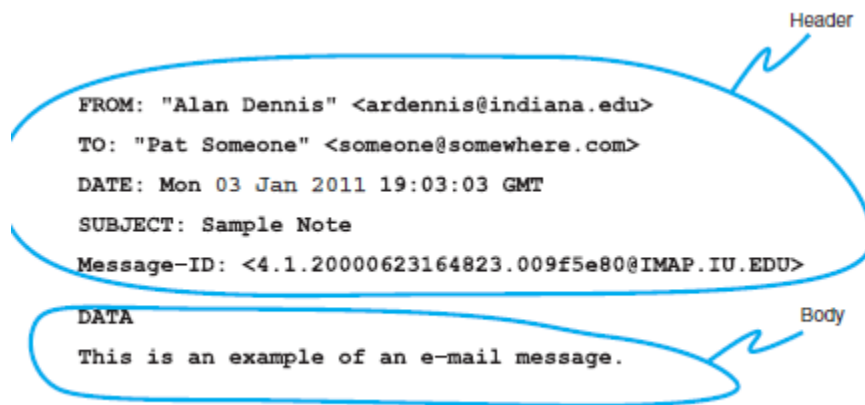 Header
FROM: "Alan Dennis" <ardennis@indiana.edu>
TO: "Pat Someone" <someone@somewhere.com>
DATE: Mon 03 Jan 2011 19:03:03 GMT
SUBJECT: Sample Note
Message-ID: <4.1.20000623164823.009f5e80@IMAP.IU.EDU>
DATA
Body
This is an example of an e-mail message.